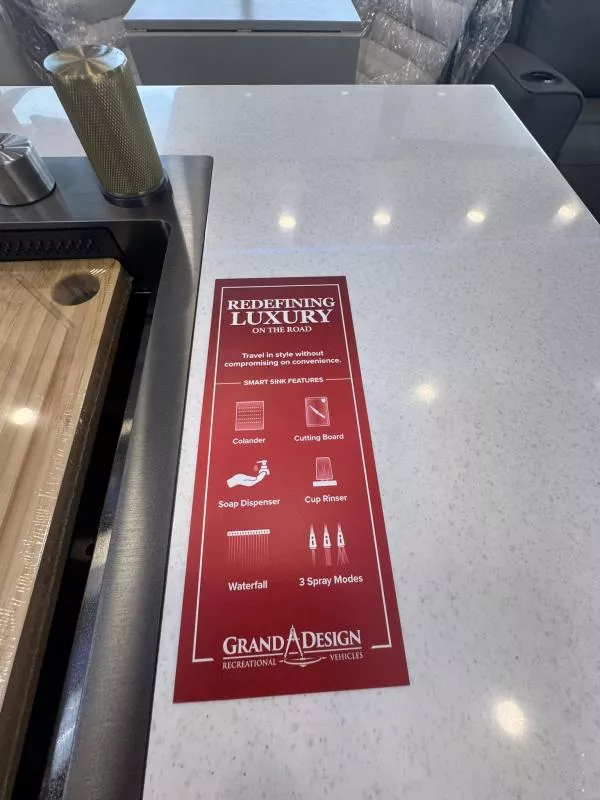 REDEFINING
LUXURY
ON THE ROAD
Travel in style without
compromising on convenience.
SMART SINK FEATURES
Colander
Cutting Board
Soap Dispenser
Cup Rinser
Waterfall
3 Spray Modes
GRAND DESIGN
RECREATIONAL VEHICLES